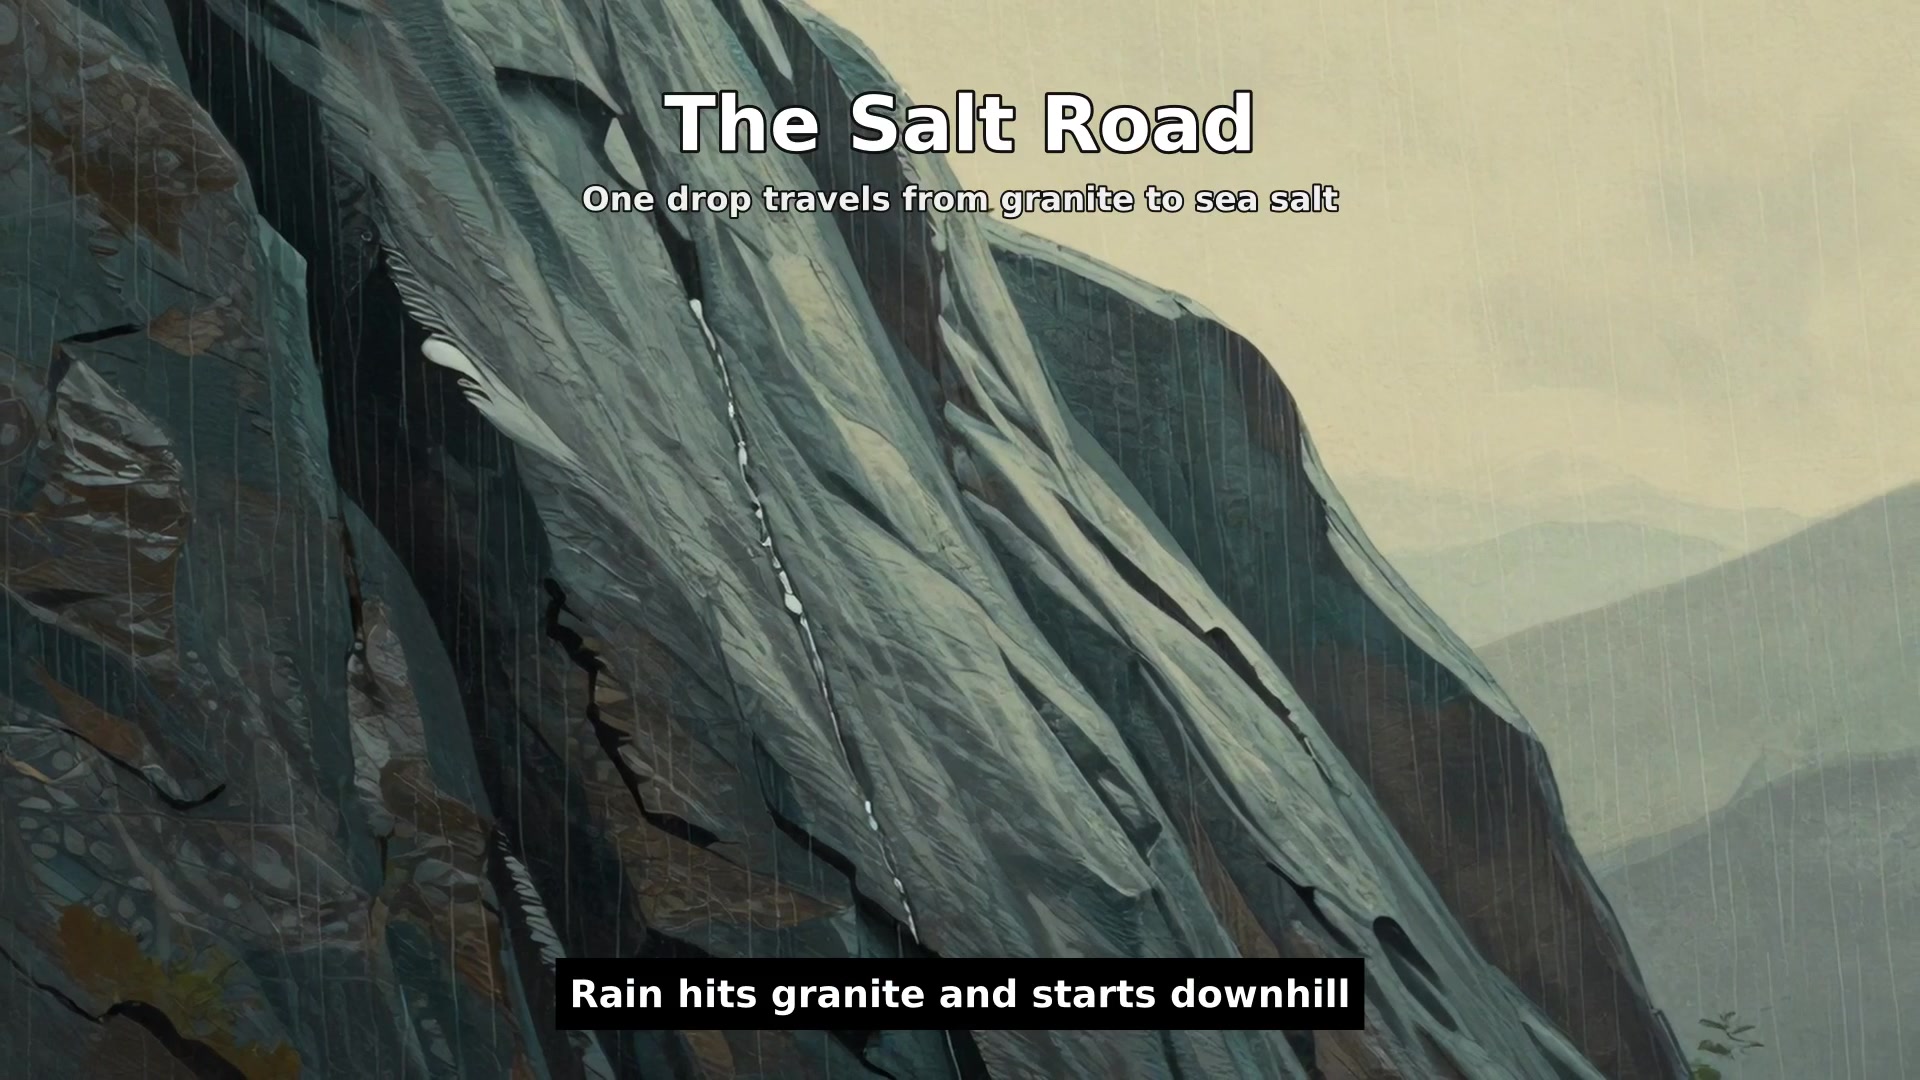 The Salt Road
One drop travels from granite to sea salt
Rain hits granite and starts downhill